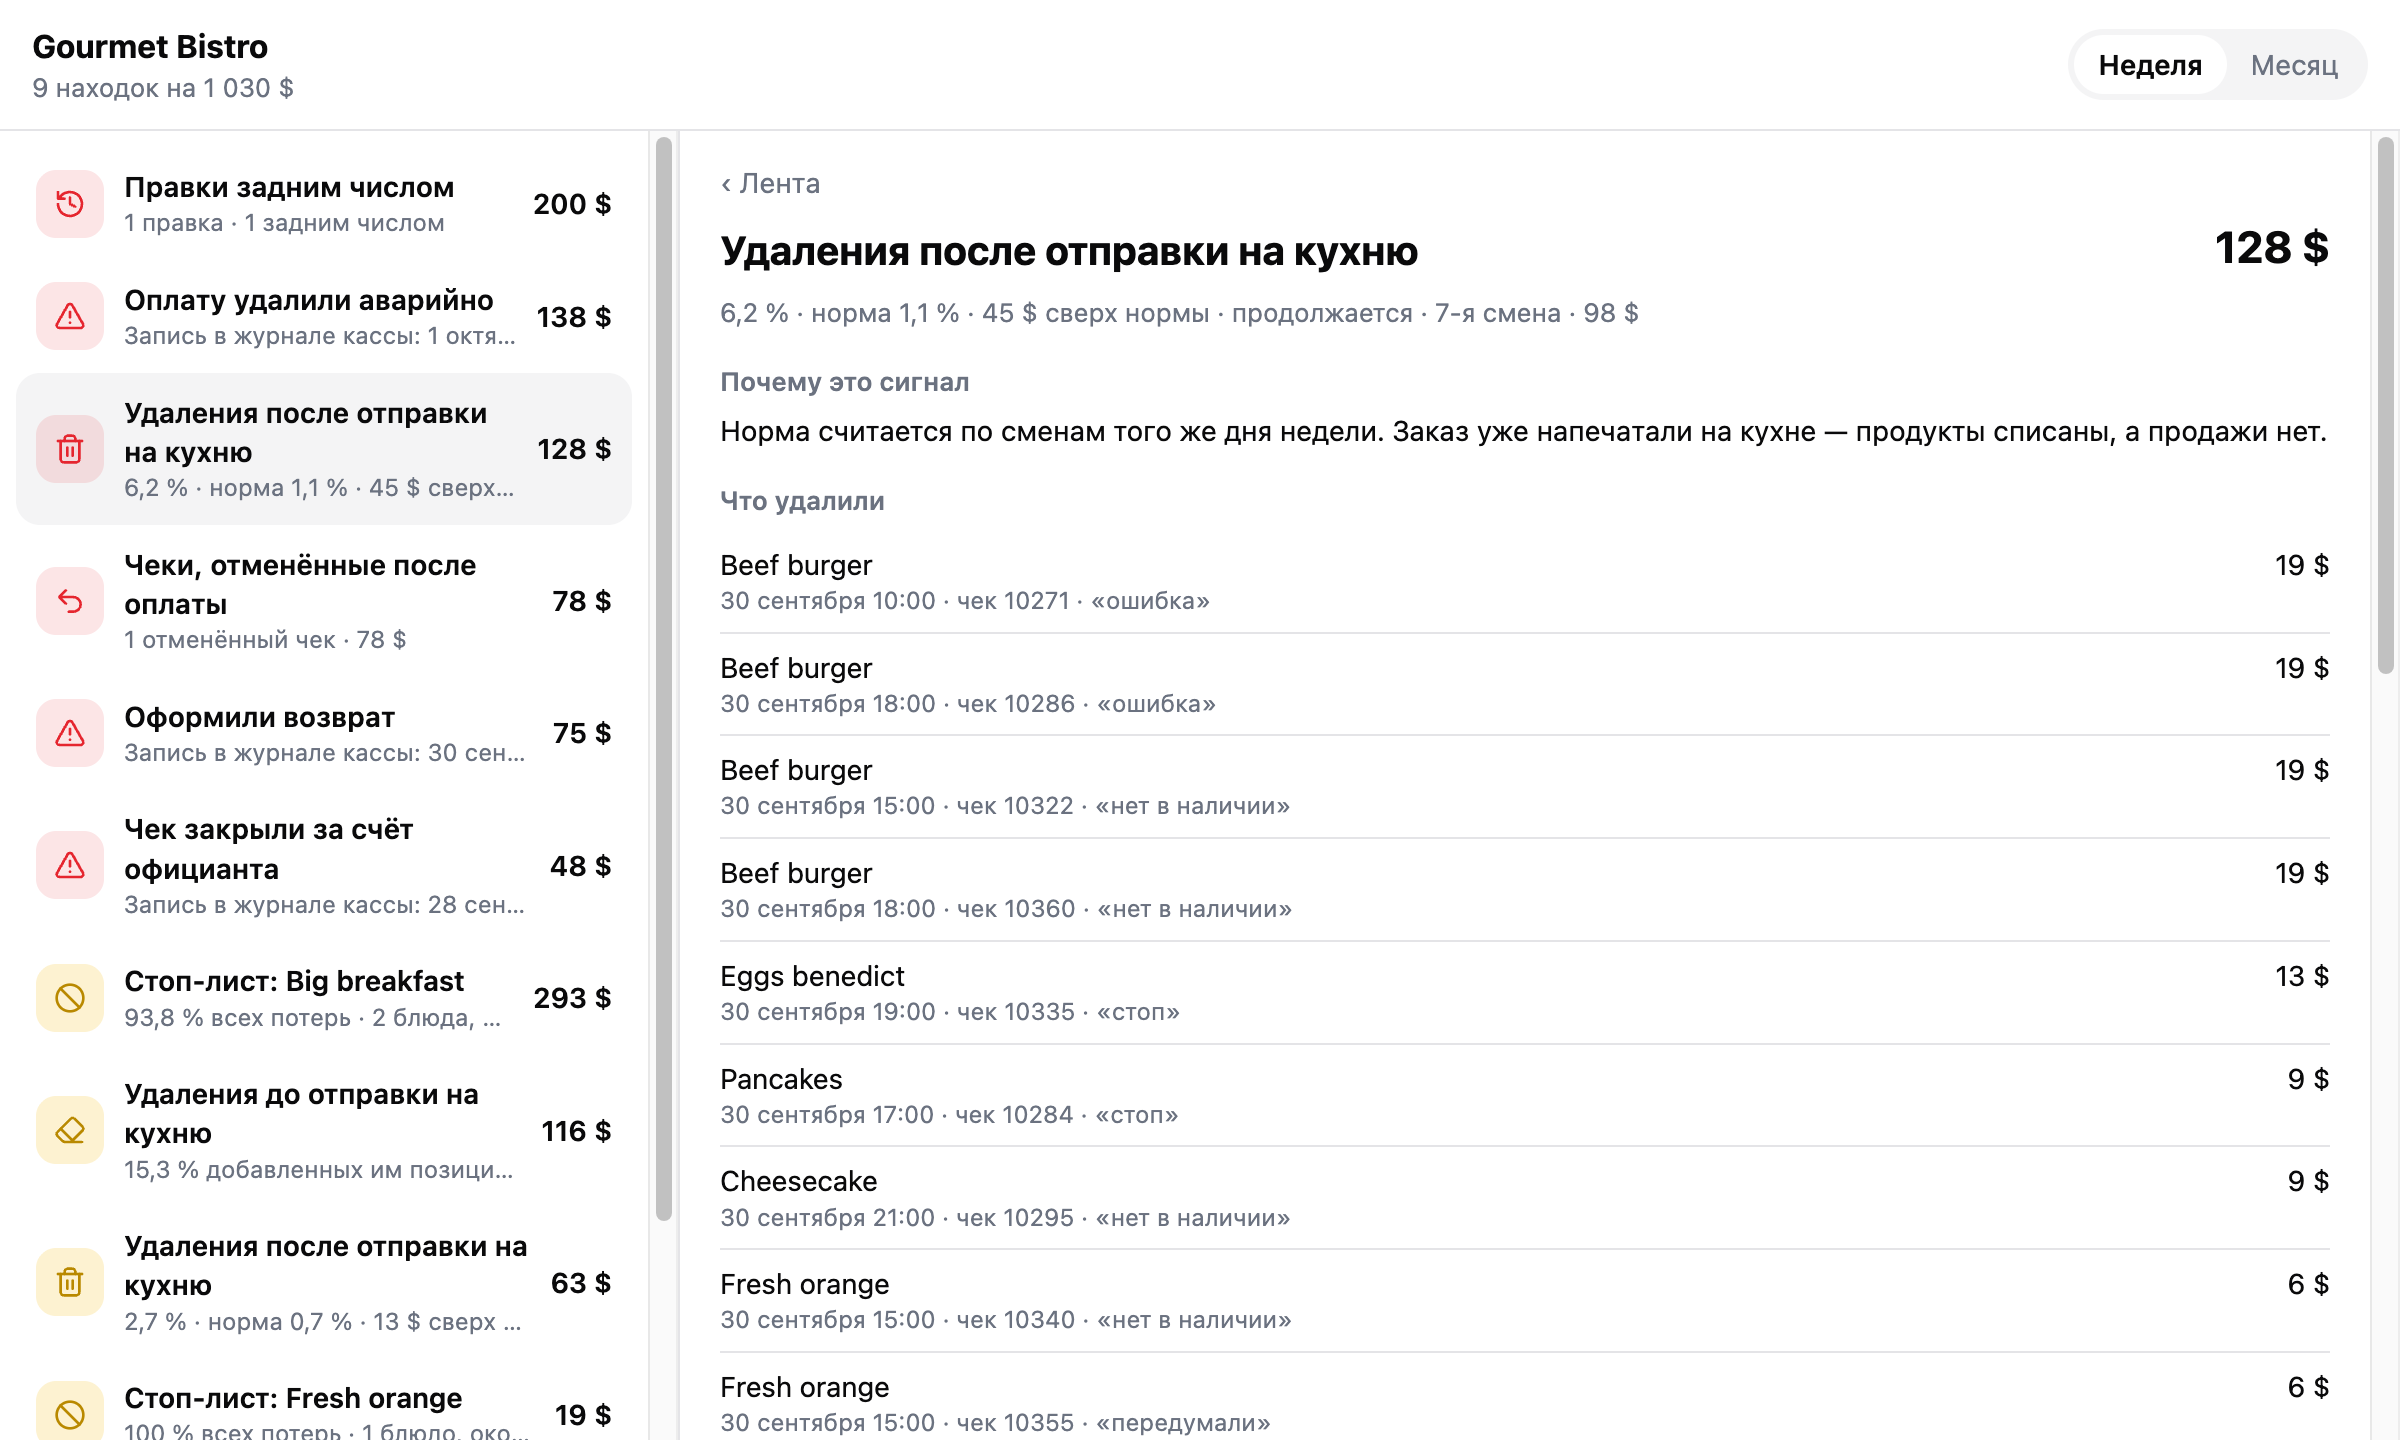 Gourmet Bistro
9 находок на 1 030 $
Неделя
Месяц
Правки задним числом
1 правка · 1 задним числом
200 $
Оплату удалили аварийно
Запись в журнале кассы: 1 октя...
138 $
Удаления после отправки
на кухню
6,2 % · норма 1,1 % · 45 $ сверх...
128 $
Чеки, отменённые после
оплаты
1 отменённый чек · 78 $
78 $
Оформили возврат
Запись в журнале кассы: 30 сен...
75 $
Чек закрыли за счёт
официанта
Запись в журнале кассы: 28 сен...
48 $
Стоп-лист: Big breakfast
93,8 % всех потерь · 2 блюда, ...
293 $
Удаления до отправки на
кухню
15,3 % добавленных им позици...
116 $
Удаления после отправки на
кухню
2,7 % · норма 0,7 % · 13 $ сверх ...
63 $
Стоп-лист: Fresh orange
100 % всех потерь · 1 блюдо, око...
19 $
‹ Лента
Удаления после отправки на кухню
128 $
6,2 % · норма 1,1 % · 45 $ сверх нормы · продолжается · 7-я смена · 98 $
Почему это сигнал
Норма считается по сменам того же дня недели. Заказ уже напечатали на кухне — продукты списаны, а продажи нет.
Что удалили
Beef burger
19 $
30 сентября 10:00 · чек 10271 · «ошибка»
Beef burger
19 $
30 сентября 18:00 · чек 10286 · «ошибка»
Beef burger
19 $
30 сентября 15:00 · чек 10322 · «нет в наличии»
Beef burger
19 $
30 сентября 18:00 · чек 10360 · «нет в наличии»
Eggs benedict
13 $
30 сентября 19:00 · чек 10335 · «стоп»
Pancakes
9 $
30 сентября 17:00 · чек 10284 · «стоп»
Cheesecake
9 $
30 сентября 21:00 · чек 10295 · «нет в наличии»
Fresh orange
6 $
30 сентября 15:00 · чек 10340 · «нет в наличии»
Fresh orange
6 $
30 сентября 15:00 · чек 10355 · «передумали»